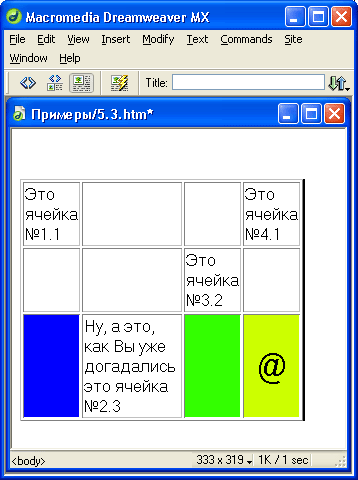 Macromedia Dreamweaver MX
File Edit View Insert Modify Text Commands Site
Window Help
Title:
Примеры/5.3.htm*
Это
ячейка
№1.1
Это
ячейка
№4.1
Это
ячейка
№3.2
Ну, а это,
как Вы уже
догадались
это ячейка
№2.3
@
<body> 333 x 319 1K / 1 sec